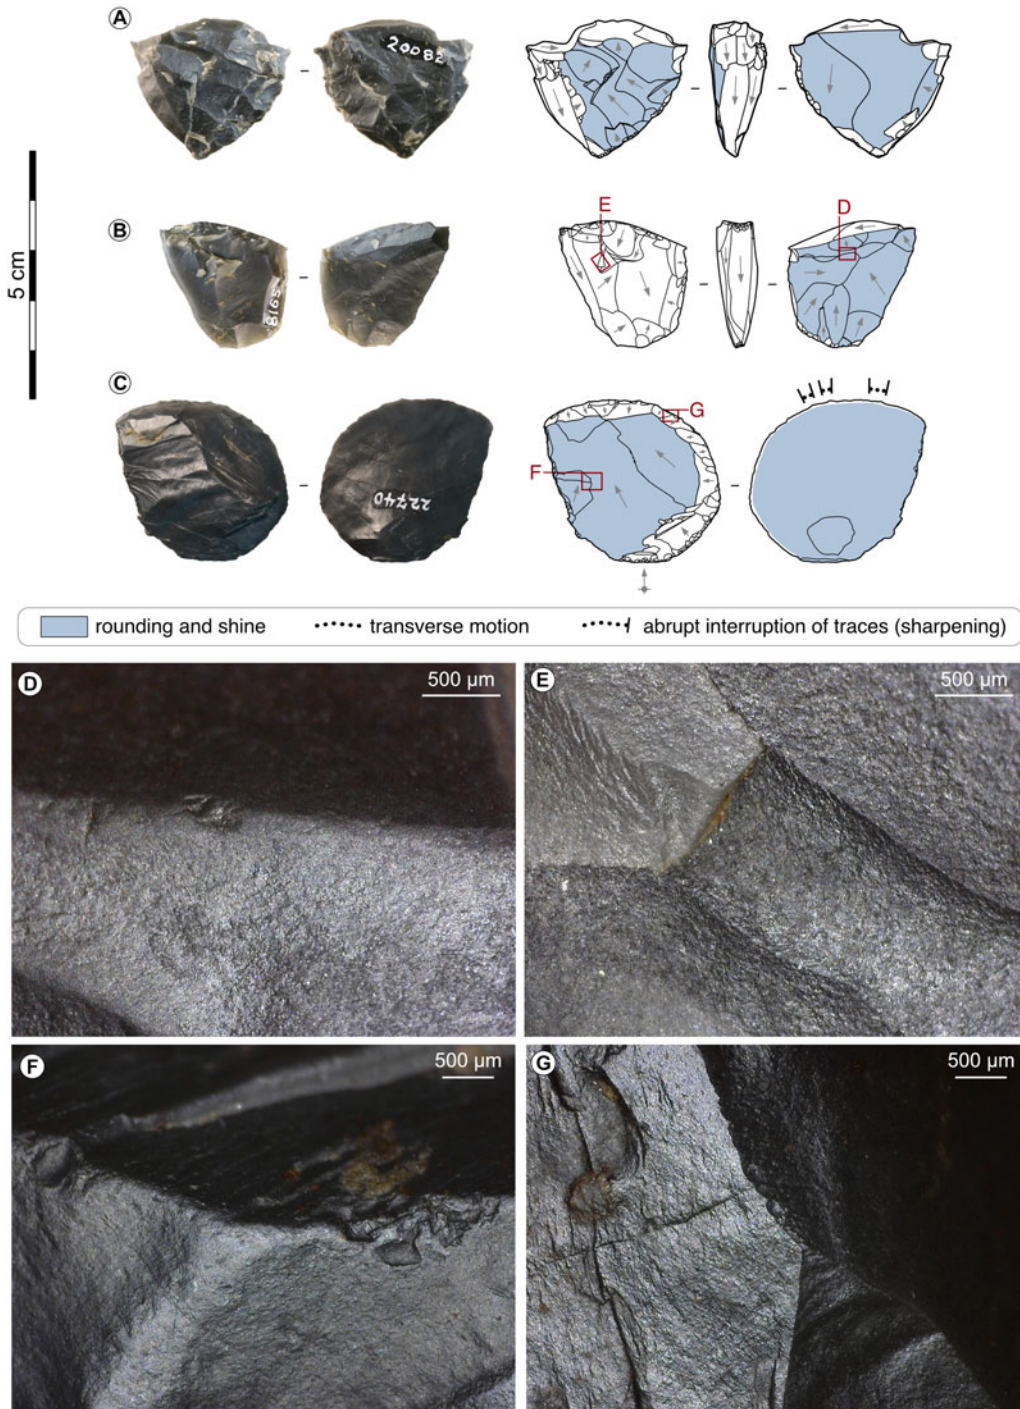 A
20082
5 cm
B
8165
E
D
C
22740
F
G
rounding and shine
transverse motion
abrupt interruption of traces (sharpening)
D
500 µm
E
500 µm
F
500 µm
G
500 µm